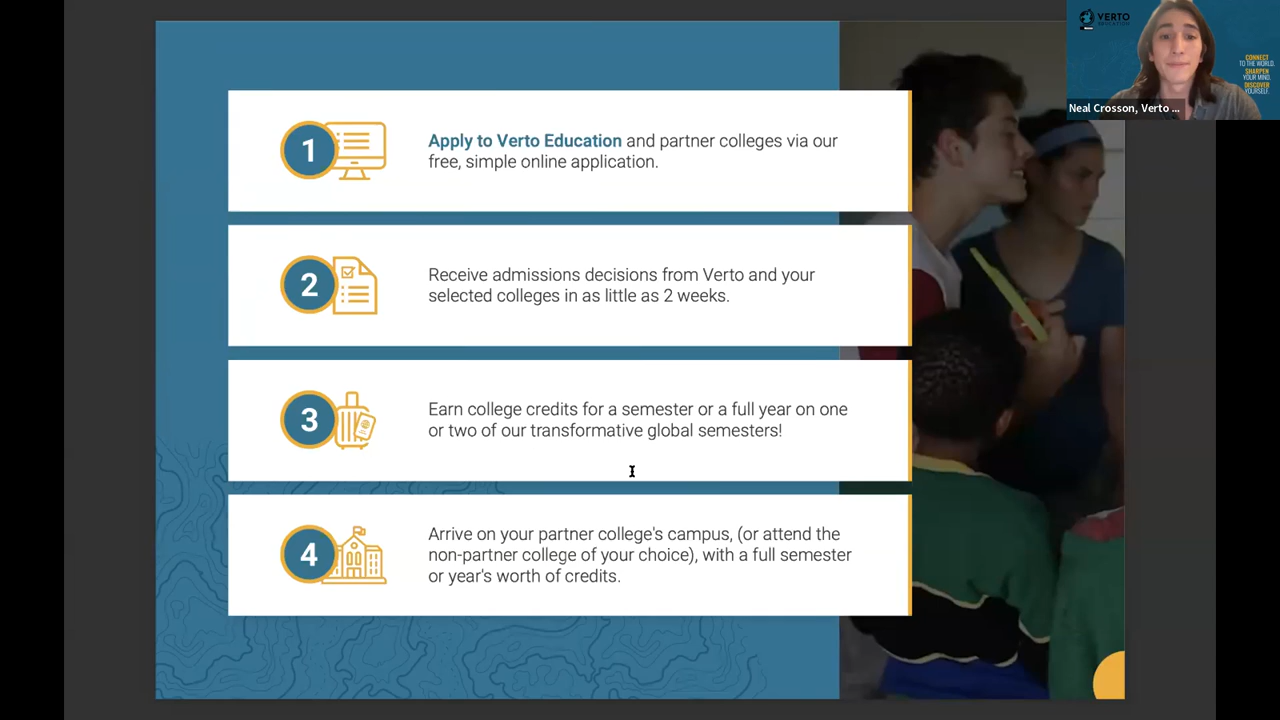 1
Apply to Verto Education and partner colleges via our
free, simple online application.
2
Receive admissions decisions from Verto and your
selected colleges in as little as 2 weeks.
3
Earn college credits for a semester or a full year on one
or two of our transformative global semesters!
4
Arrive on your partner college's campus, (or attend the
non-partner college of your choice), with a full semester
or year's worth of credits.
VERTO
EDUCATION
CONNECT
TO THE WORLD.
SHARPEN
YOUR MIND.
DISCOVER
YOURSELF.
Neal Crosson, Verto ...